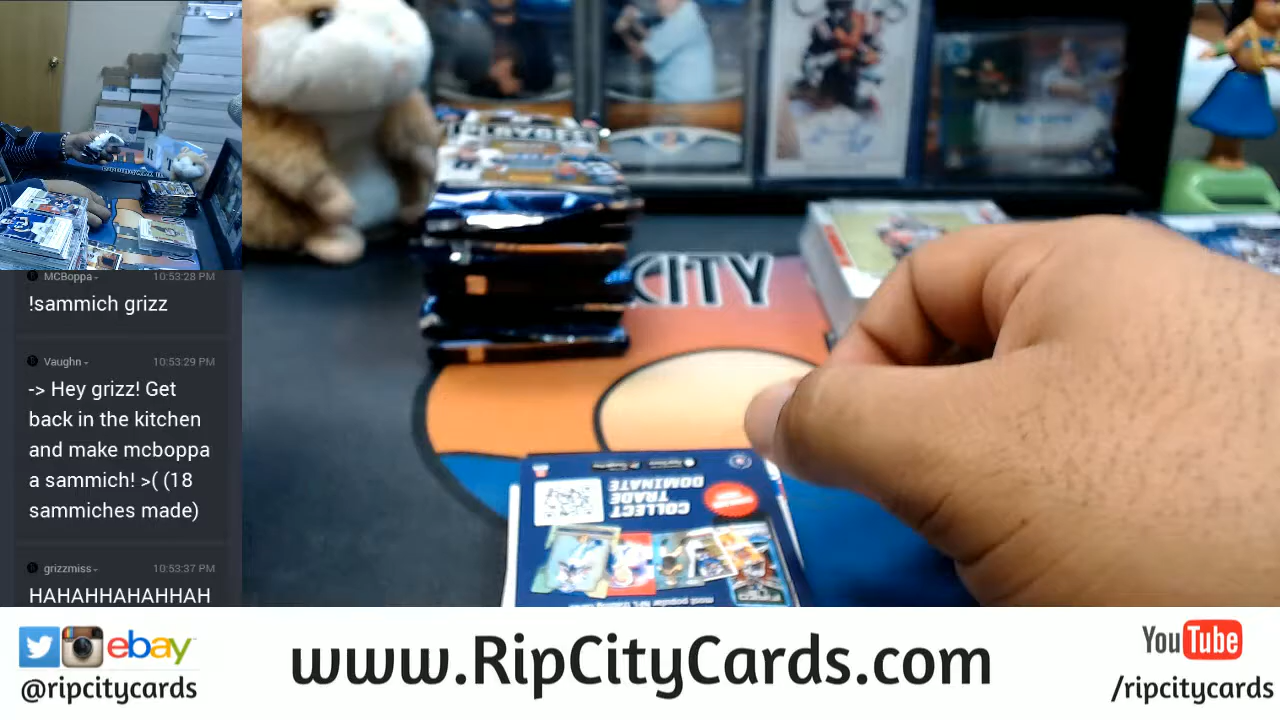 MCBoppa-
10:53:28 PM
!sammich grizz
Vaughn-
10:53:29 PM
-> Hey grizz! Get
back in the kitchen
and make mcboppa
a sammich! >( (18
sammiches made)
grizzmiss-
10:53:37 PM
HAHAHHAHAHHAH
CITY
COLLECT
TRADE
DOMINATE
ebay
@ripcitycards
www.RipCityCards.com
YouTube
/ripcitycards